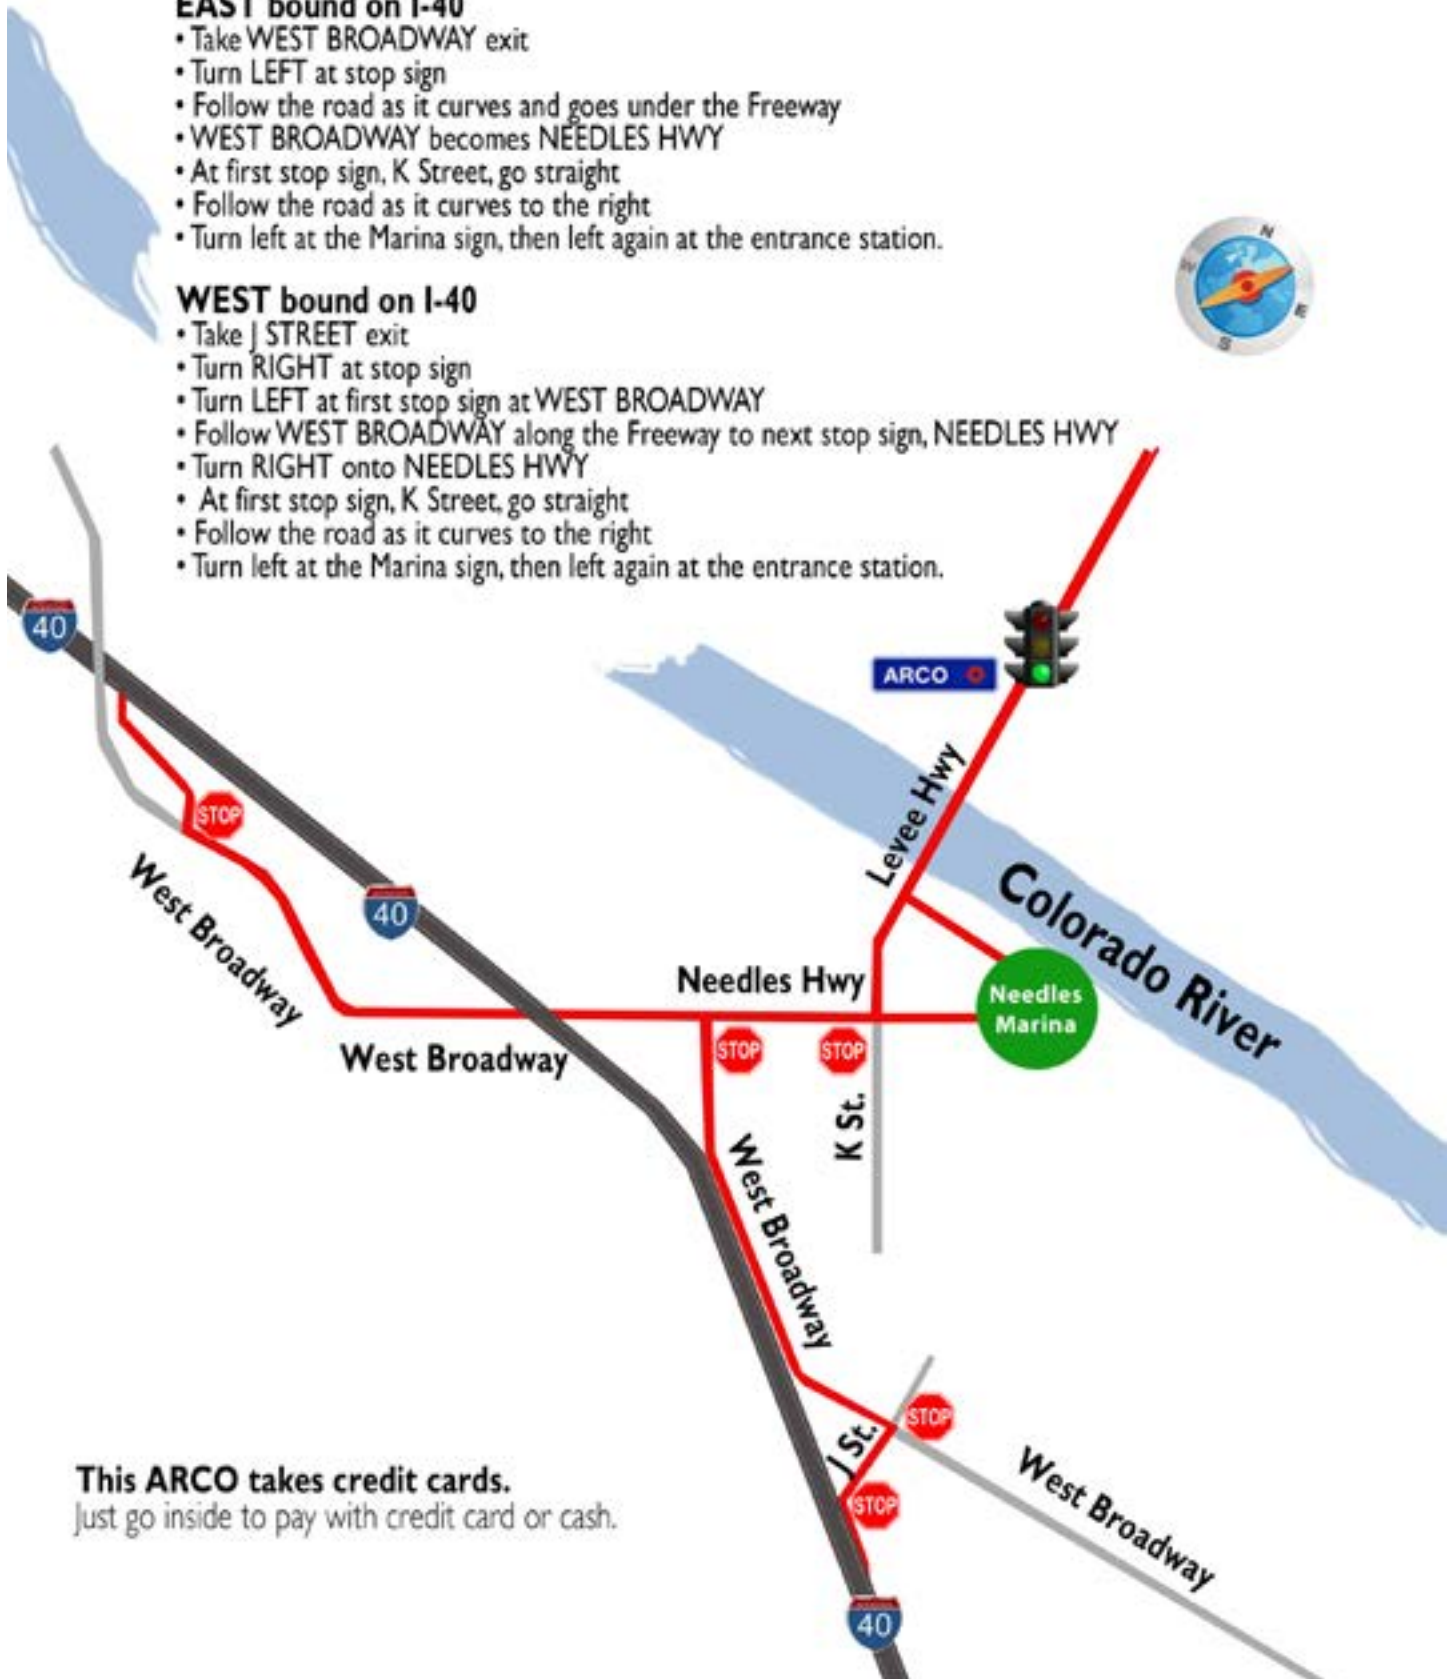 EAST bound on I-40
• Take WEST BROADWAY exit
• Turn LEFT at stop sign
• Follow the road as it curves and goes under the Freeway
• WEST BROADWAY becomes NEEDLES HWY
• At first stop sign, K Street, go straight
• Follow the road as it curves to the right
• Turn left at the Marina sign, then left again at the entrance station.
N
W
E
S
WEST bound on I-40
• Take J STREET exit
• Turn RIGHT at stop sign
• Turn LEFT at first stop sign at WEST BROADWAY
• Follow WEST BROADWAY along the Freeway to next stop sign, NEEDLES HWY
• Turn RIGHT onto NEEDLES HWY
• At first stop sign, K Street, go straight
• Follow the road as it curves to the right
• Turn left at the Marina sign, then left again at the entrance station.
40
ARCO
STOP
Levee Hwy
40
West Broadway
Colorado River
Needles Hwy
Needles
Marina
West Broadway
STOP
STOP
K St.
West Broadway
STOP
J St.
STOP
West Broadway
This ARCO takes credit cards.
Just go inside to pay with credit card or cash.
40